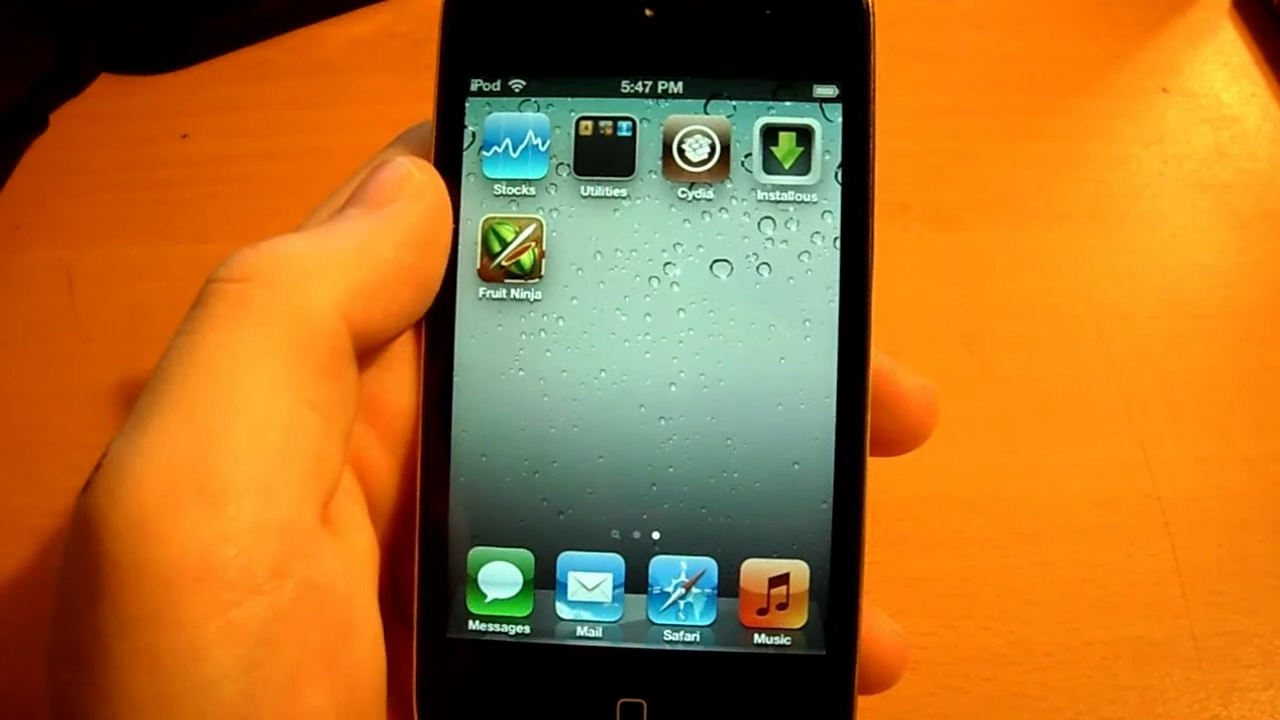 iPod 5:47 PM
Stocks Utilities Cydia Installous
Fruit Ninja
Messages Mail Safari Music